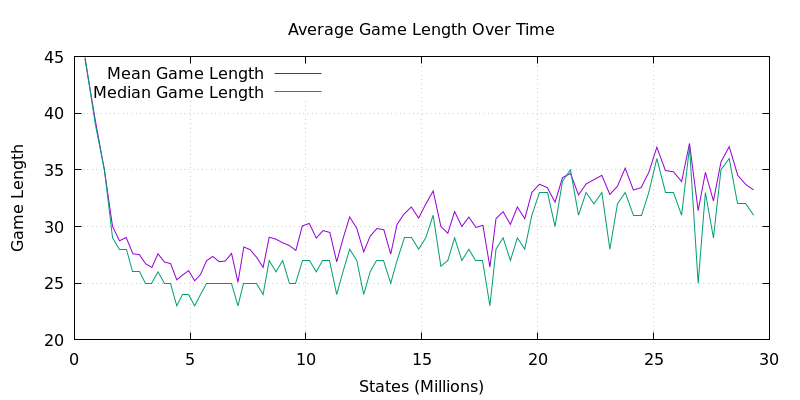 Average Game Length Over Time
Mean Game Length
Median Game Length
Game Length
45
40
35
30
25
20
0 5 10 15 20 25 30
States (Millions)